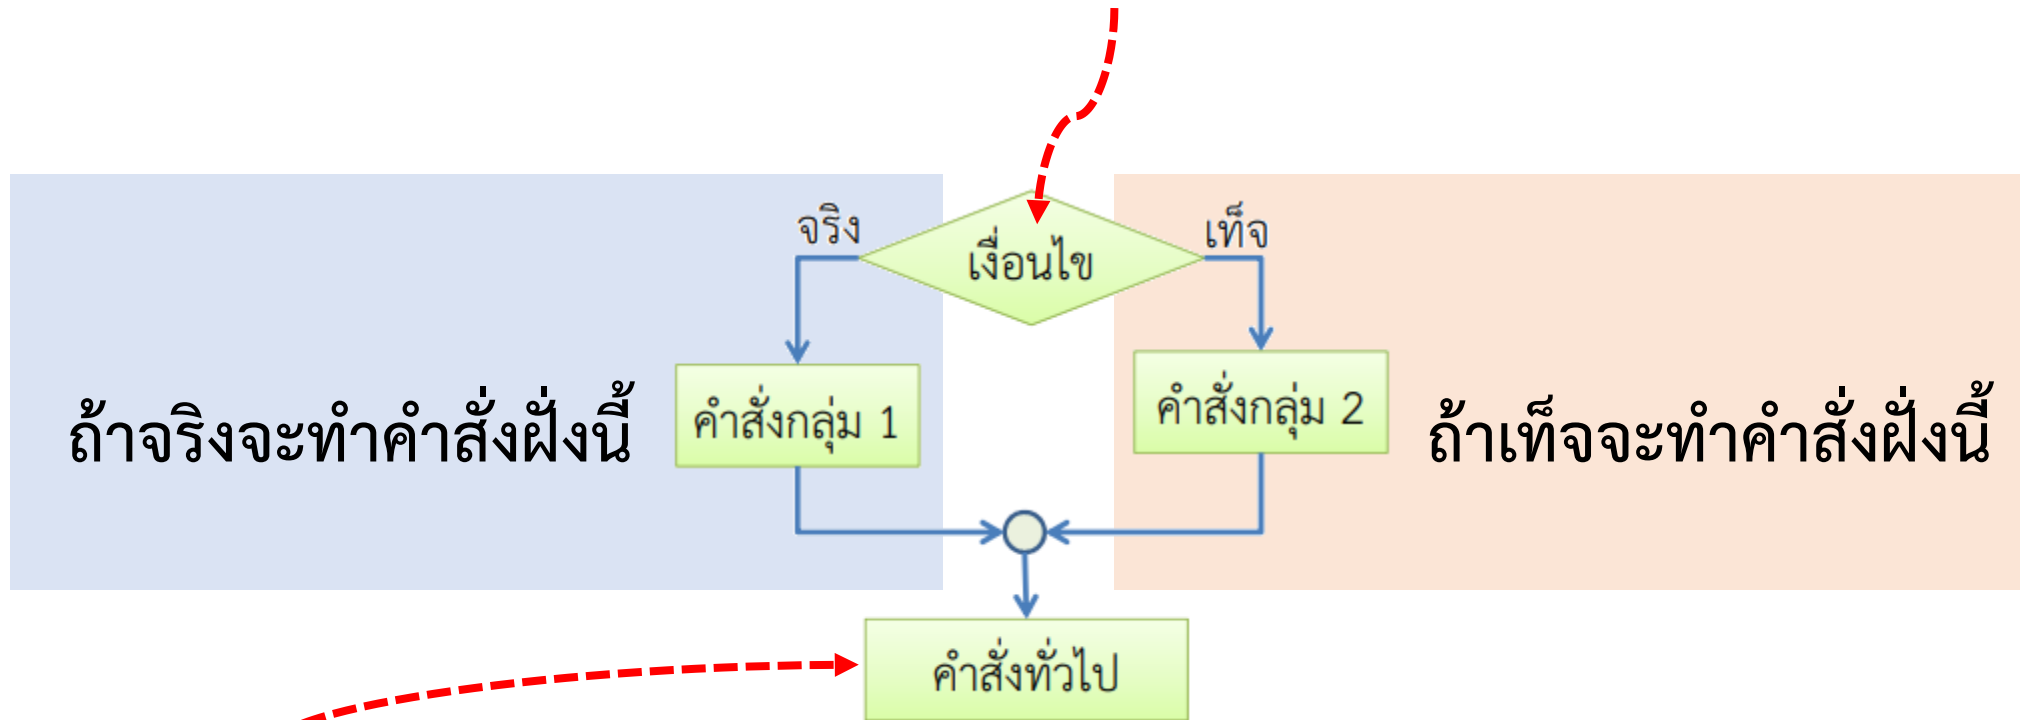 จริง
เท็จ
เงื่อนไข
ถ้าจริงจะทำคำสั่งฝั่งนี้
คำสั่งกลุ่ม 1
คำสั่งกลุ่ม 2
ถ้าเท็จจะทำคำสั่งฝั่งนี้
คำสั่งทั่วไป